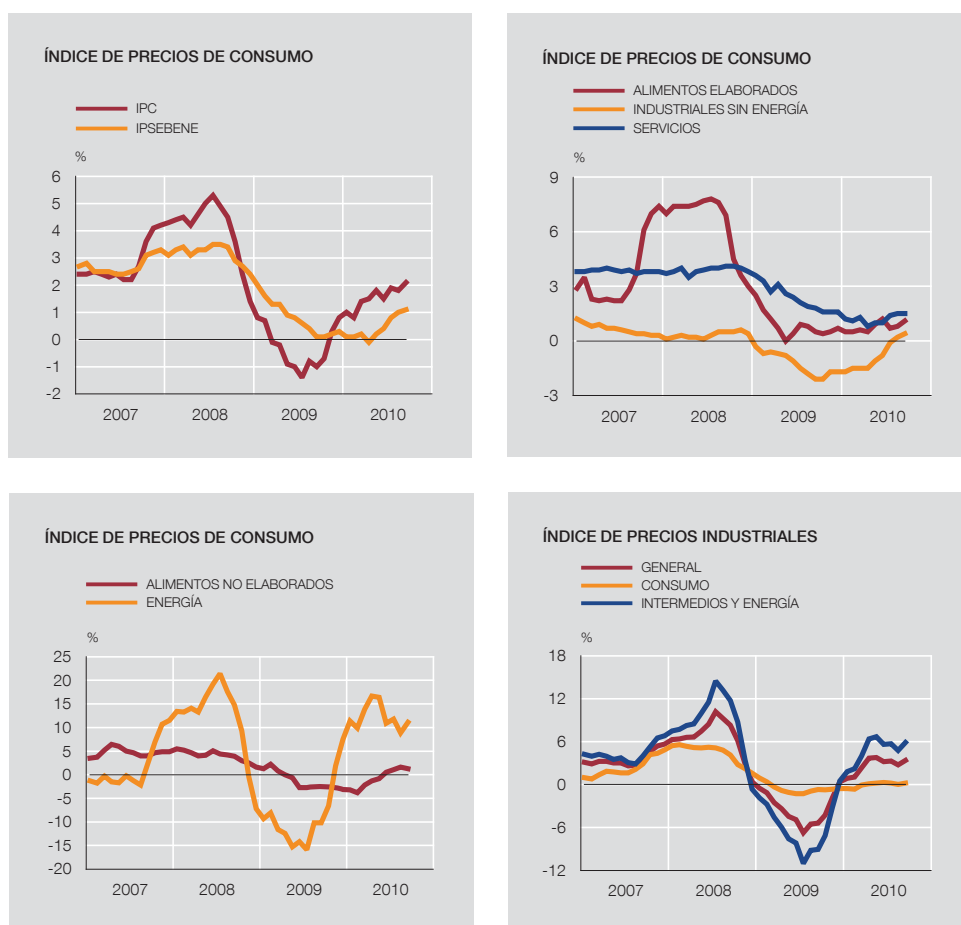 ÍNDICE DE PRECIOS DE CONSUMO
IPC
IPSEBENE
%
6
5
4
3
2
1
0
-1
-2
2007 2008 2009 2010
ÍNDICE DE PRECIOS DE CONSUMO
ALIMENTOS ELABORADOS
INDUSTRIALES SIN ENERGÍA
SERVICIOS
%
9
6
3
0
-3
2007 2008 2009 2010
ÍNDICE DE PRECIOS DE CONSUMO
ALIMENTOS NO ELABORADOS
ENERGÍA
%
25
20
15
10
5
0
-5
-10
-15
-20
2007 2008 2009 2010
ÍNDICE DE PRECIOS INDUSTRIALES
GENERAL
CONSUMO
INTERMEDIOS Y ENERGÍA
%
18
12
6
0
-6
-12
2007 2008 2009 2010